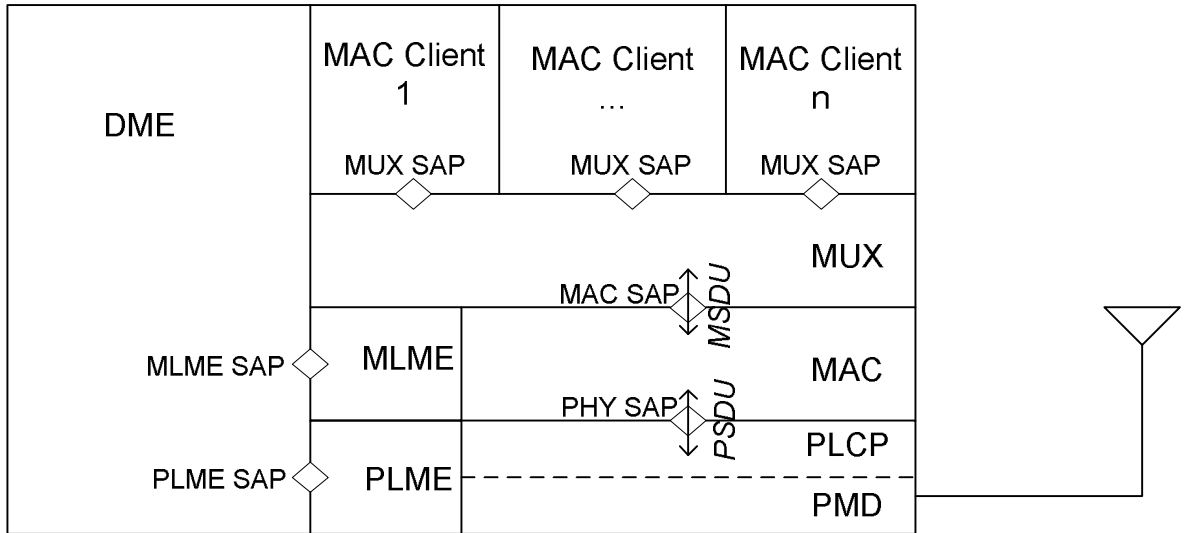 DME
MAC Client
1
MAC Client
...
MAC Client
n
MUX SAP
MUX SAP
MUX SAP
MUX
MAC SAP
MSDU
MLME SAP
MLME
MAC
PHY SAP
PSDU
PLCP
PLME SAP
PLME
PMD